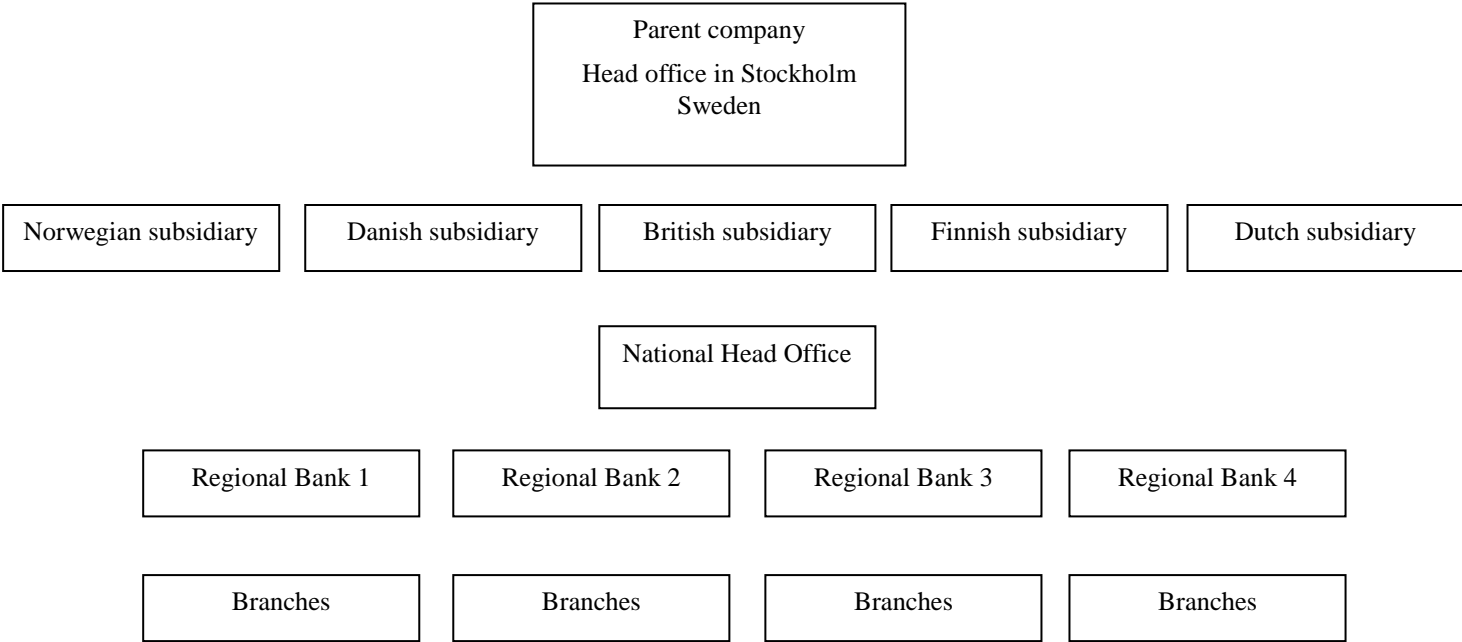 Parent company
Head office in Stockholm
Sweden
Norwegian subsidiary
Danish subsidiary
British subsidiary
Finnish subsidiary
Dutch subsidiary
National Head Office
Regional Bank 1
Regional Bank 2
Regional Bank 3
Regional Bank 4
Branches
Branches
Branches
Branches